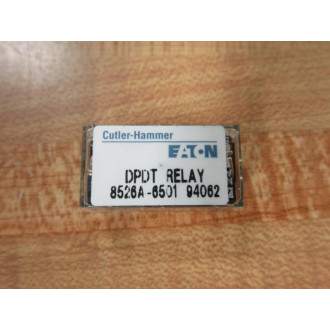 Cutler-Hammer
EATON
DPDT RELAY
8526A-6501 94062